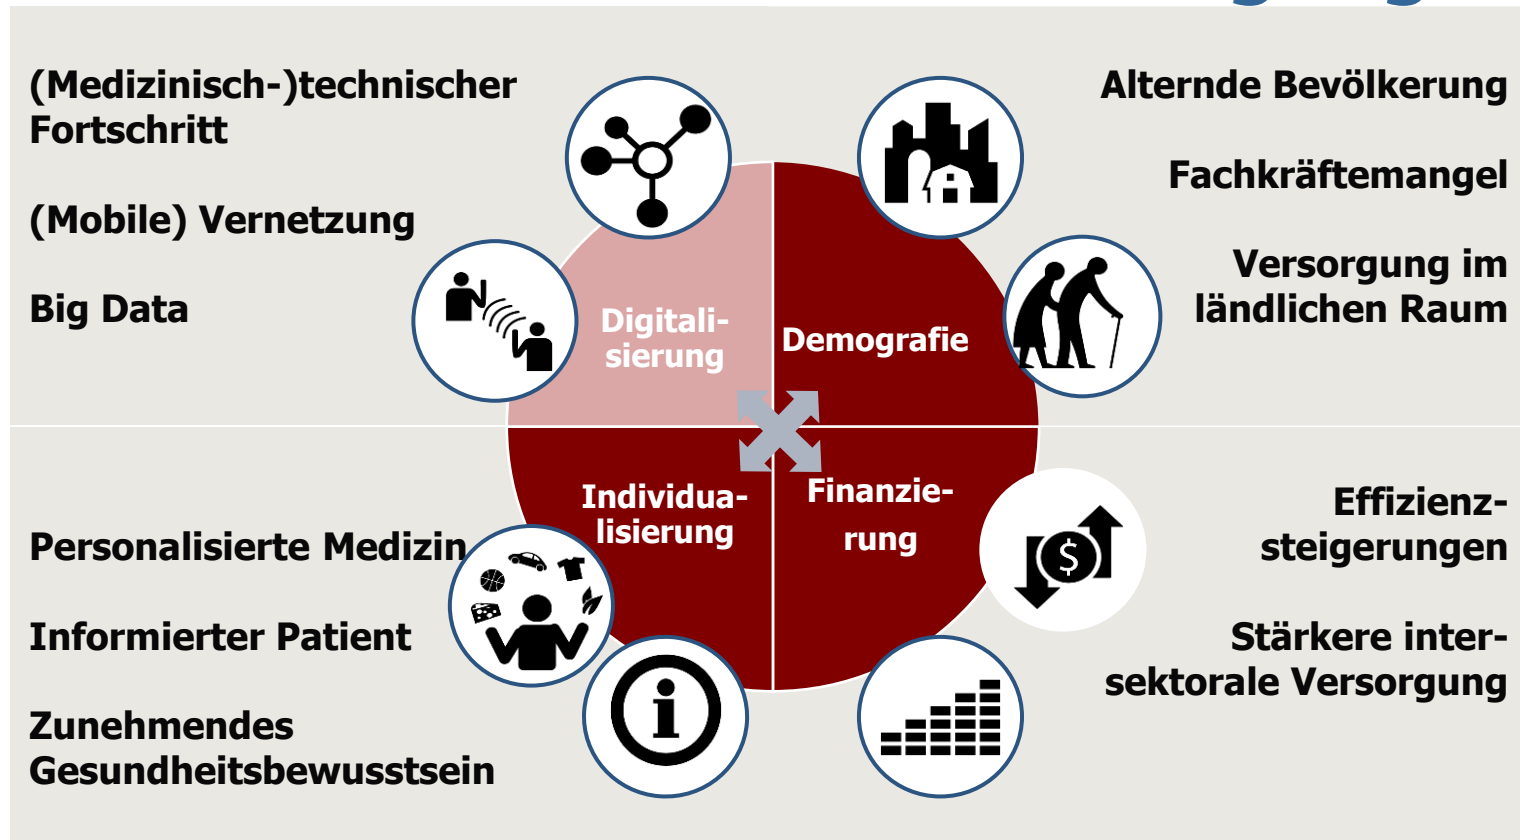 (Medizinisch-)technischer
Fortschritt
(Mobile) Vernetzung
Big Data
Alternde Bevölkerung
Fachkräftemangel
Versorgung im
ländlichen Raum
Digitali-
sierung
Demografie
Individua-
lisierung
Finanzie-
rung
Personalisierte Medizin
Informierter Patient
Zunehmendes
Gesundheitsbewusstsein
Effizienz-
steigerungen
Stärkere inter-
sektorale Versorgung
$
i